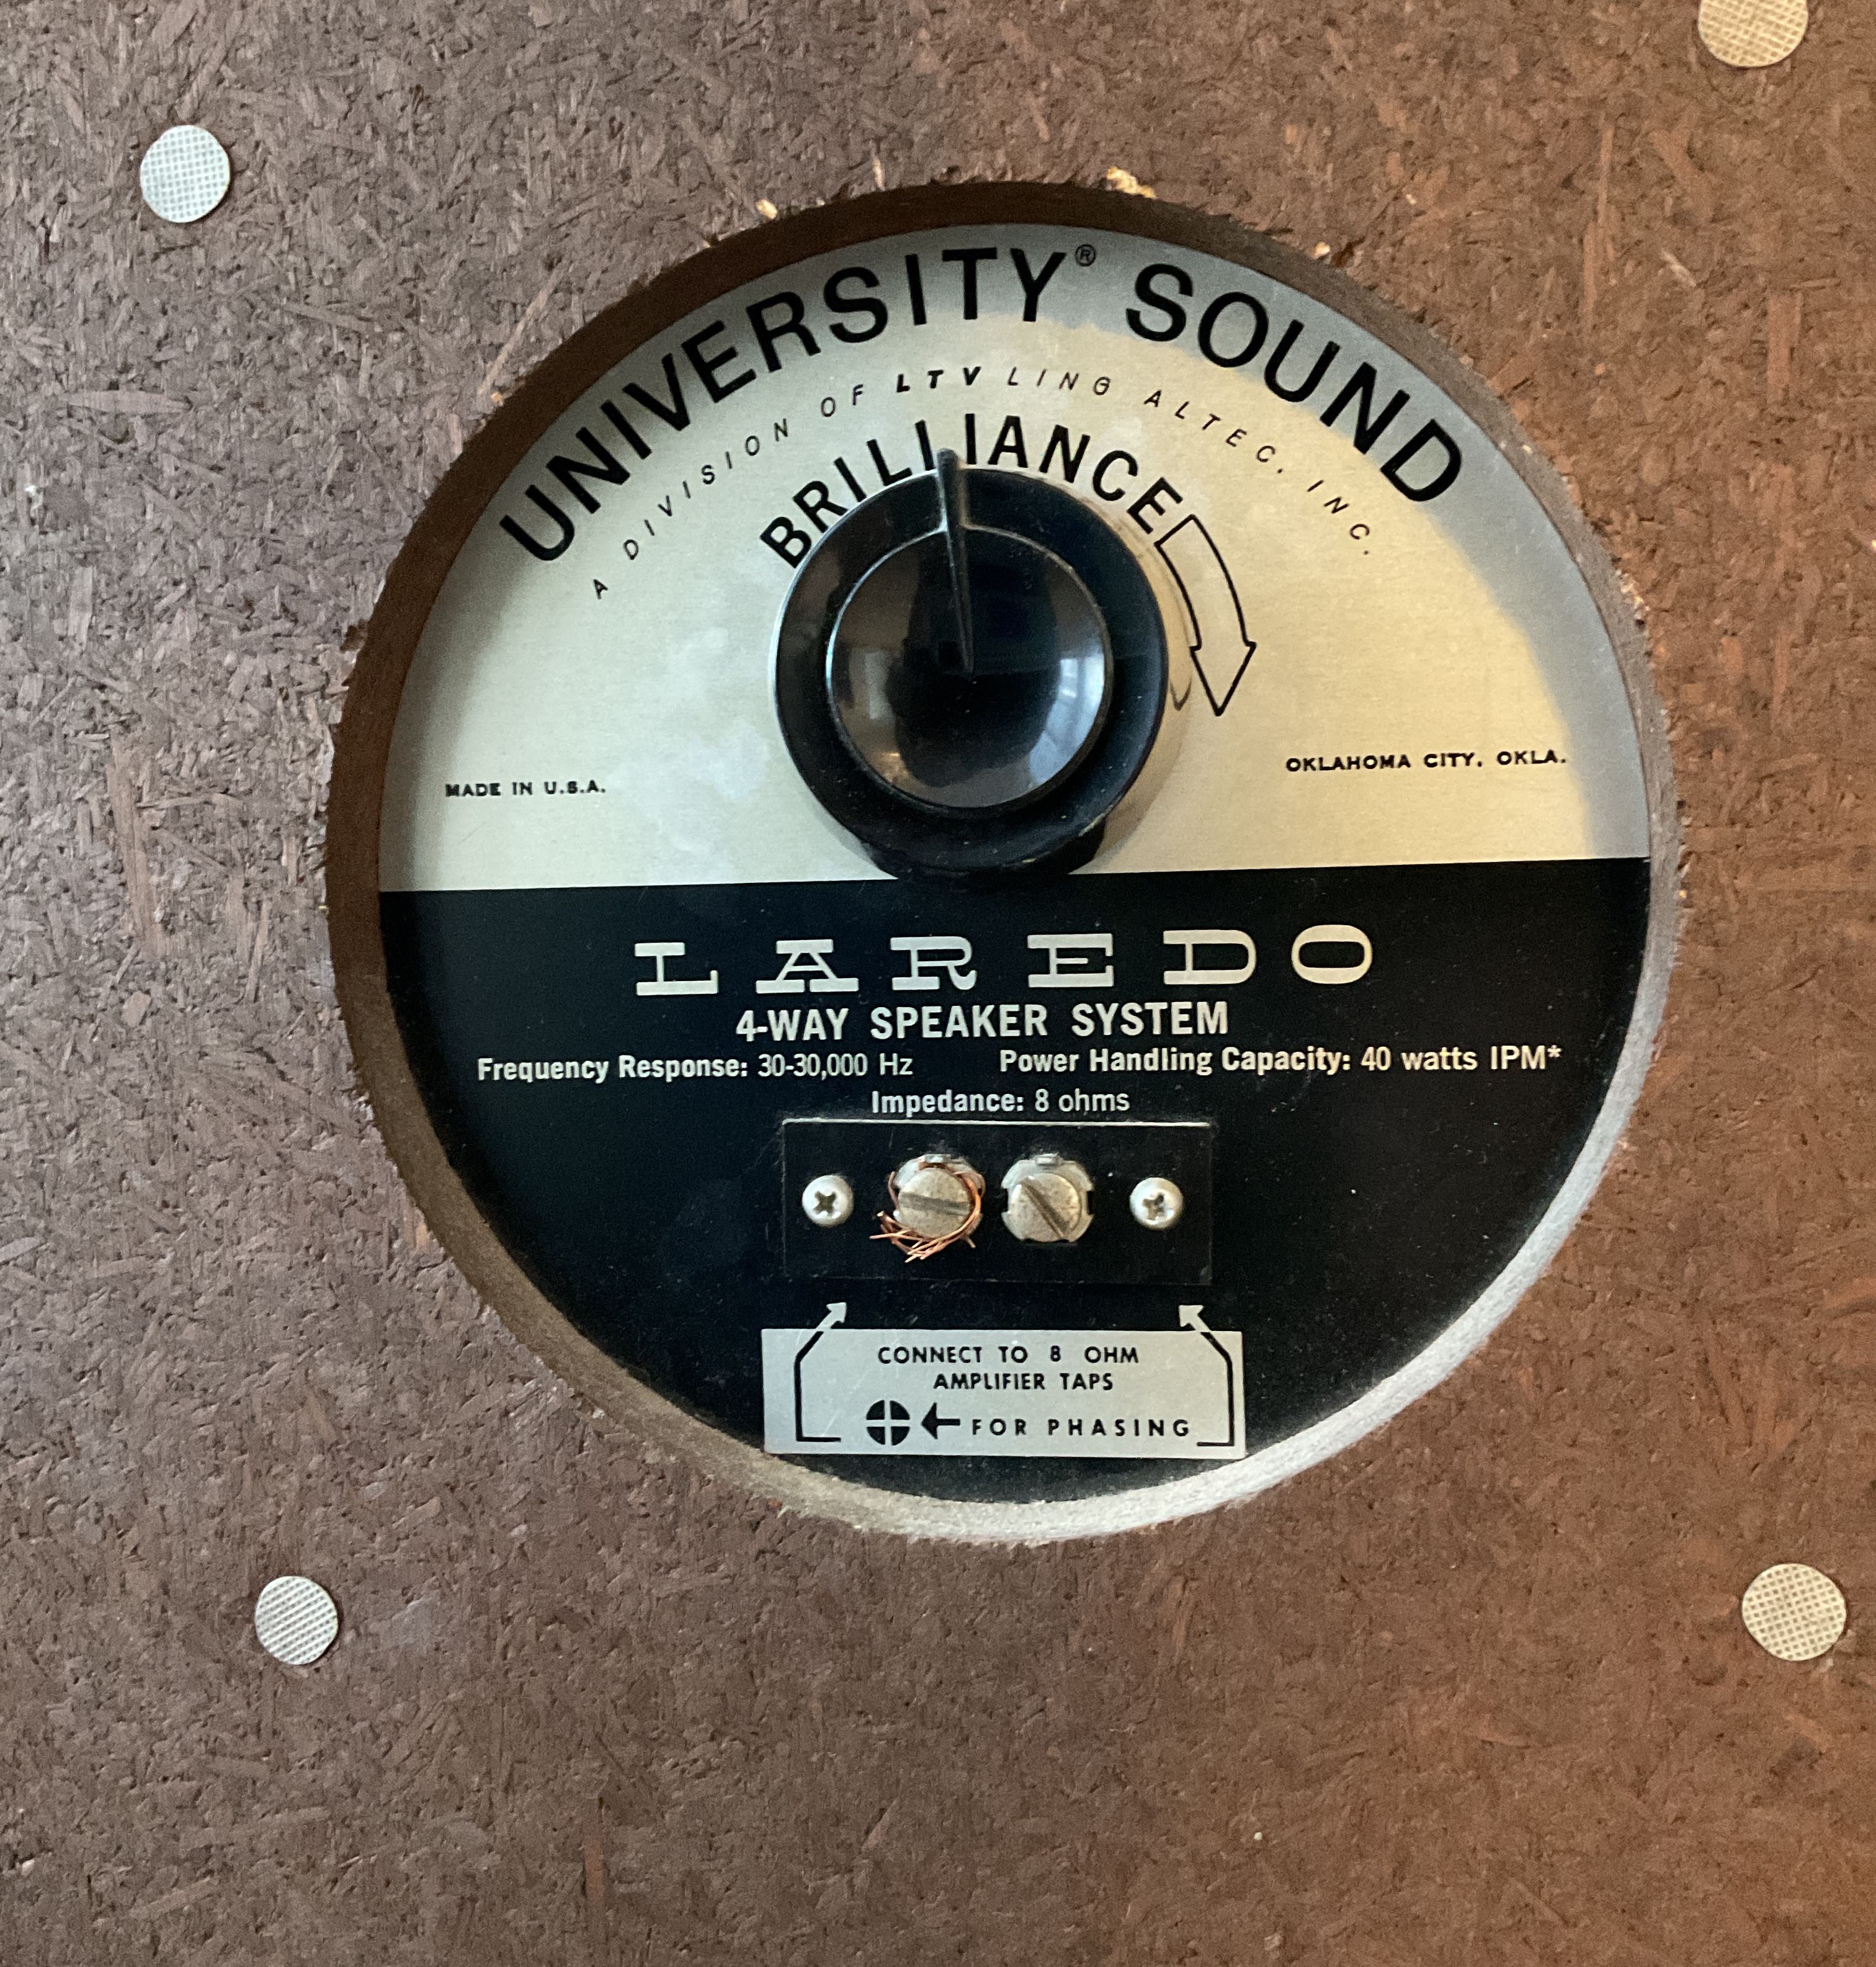 UNIVERSITY® SOUND
A DIVISION OF LTV LING ALTEC, INC.
BRILLIANCE
MADE IN U.S.A.
OKLAHOMA CITY, OKLA.
LAREDO
4-WAY SPEAKER SYSTEM
Frequency Response: 30-30,000 Hz
Power Handling Capacity: 40 watts IPM*
Impedance: 8 ohms
CONNECT TO 8 OHM
AMPLIFIER TAPS
FOR PHASING